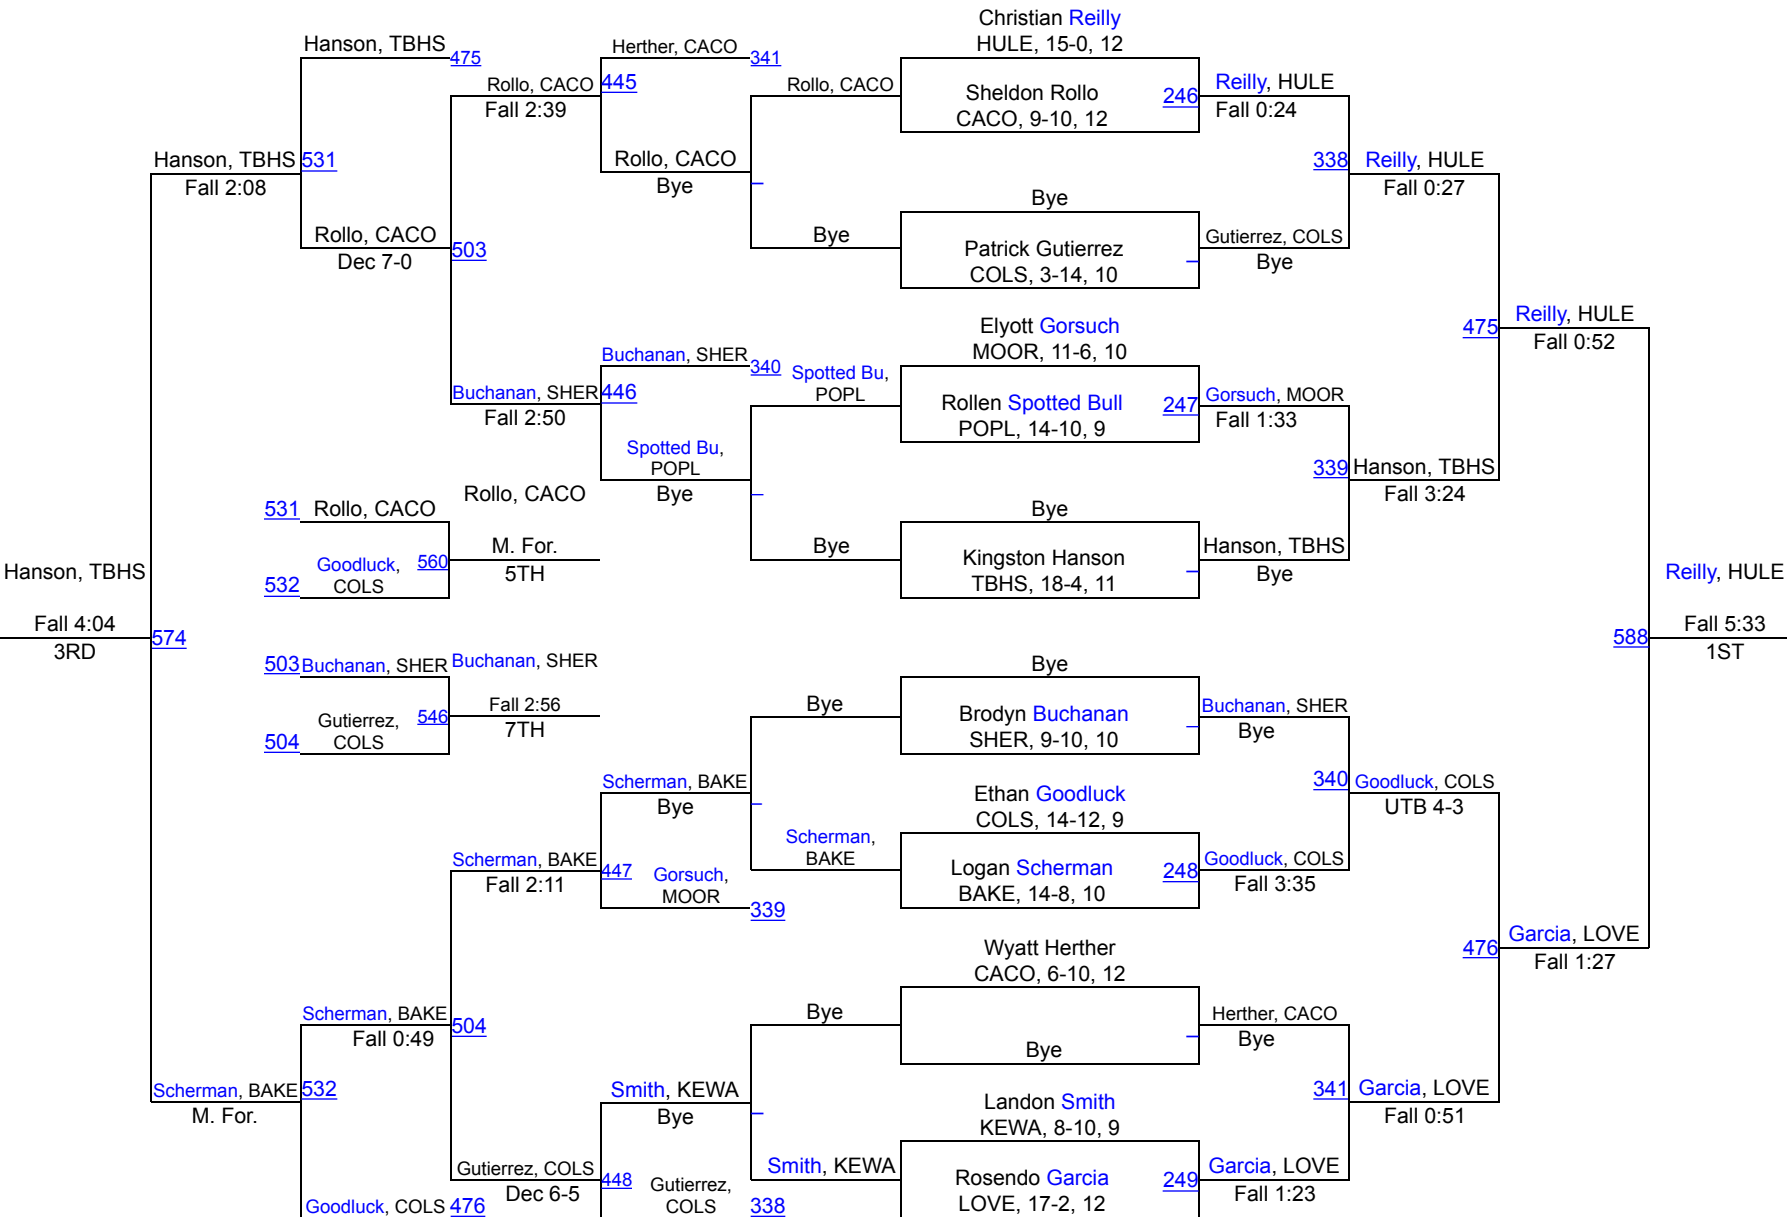 Christian Reilly
HULE, 15-0, 12
Hanson, TBHS
475
Herther, CACO
341
Rollo, CACO
445
Fall 2:39
Rollo, CACO
Sheldon Rollo
CACO, 9-10, 12
246
Reilly, HULE
Fall 0:24
Hanson, TBHS
531
Fall 2:08
Rollo, CACO
Bye
338
Reilly, HULE
Fall 0:27
Bye
Rollo, CACO
Dec 7-0
503
Bye
Patrick Gutierrez
COLS, 3-14, 10
Gutierrez, COLS
Bye
Elyott Gorsuch
MOOR, 11-6, 10
475
Reilly, HULE
Fall 0:52
Buchanan, SHER
340
Spotted Bu,
POPL
Buchanan, SHER
446
Fall 2:50
Rollen Spotted Bull
POPL, 14-10, 9
247
Gorsuch, MOOR
Fall 1:33
Spotted Bu,
POPL
Bye
339
Hanson, TBHS
Fall 3:24
531
Rollo, CACO
Rollo, CACO
Bye
M. For.
5TH
560
Goodluck,
COLS
532
Bye
Kingston Hanson
TBHS, 18-4, 11
Hanson, TBHS
Bye
Hanson, TBHS
Fall 4:04
3RD
574
Reilly, HULE
588
Fall 5:33
1ST
503
Buchanan, SHER
Buchanan, SHER
Fall 2:56
7TH
546
Gutierrez,
COLS
504
Bye
Bye
Brodyn Buchanan
SHER, 9-10, 10
Buchanan, SHER
Bye
Scherman, BAKE
Bye
Ethan Goodluck
COLS, 14-12, 9
340
Goodluck, COLS
UTB 4-3
Scherman, BAKE
Fall 2:11
447
Gorsuch,
MOOR
339
Scherman,
BAKE
Logan Scherman
BAKE, 14-8, 10
248
Goodluck, COLS
Fall 3:35
Wyatt Herther
CACO, 6-10, 12
476
Garcia, LOVE
Fall 1:27
Scherman, BAKE
504
Fall 0:49
Bye
Bye
Herther, CACO
Bye
Scherman, BAKE
532
M. For.
Smith, KEWA
Bye
Landon Smith
KEWA, 8-10, 9
341
Garcia, LOVE
Fall 0:51
Gutierrez, COLS
Dec 6-5
448
Gutierrez,
COLS
338
Smith, KEWA
Rosendo Garcia
LOVE, 17-2, 12
249
Garcia, LOVE
Fall 1:23
Goodluck, COLS
476